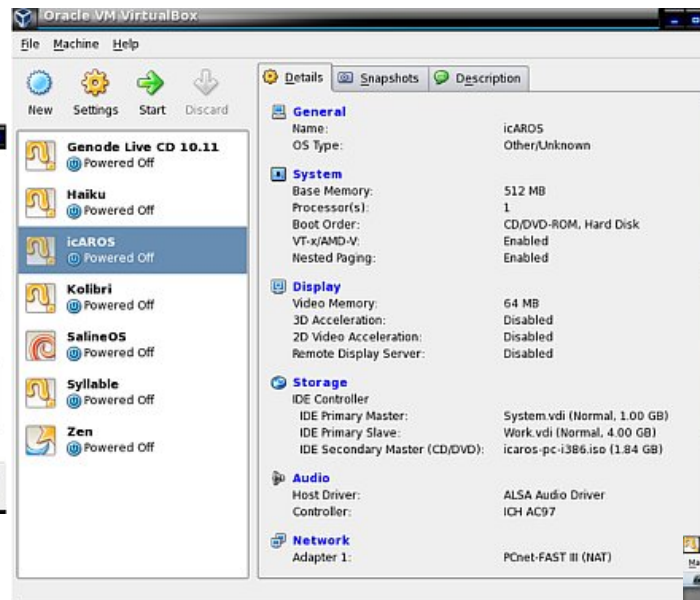 Oracle VM VirtualBox
File Machine Help
New Settings Start Discard
Details Snapshots Description
Genode Live CD 10.11
Powered Off
Haiku
Powered Off
icAROS
Powered Off
Kolibri
Powered Off
SalineOS
Powered Off
Syllable
Powered Off
Zen
Powered Off
General
Name: icAROS
OS Type: Other/Unknown
System
Base Memory: 512 MB
Processor(s): 1
Boot Order: CD/DVD-ROM, Hard Disk
VT-x/AMD-V: Enabled
Nested Paging: Enabled
Display
Video Memory: 64 MB
3D Acceleration: Disabled
2D Video Acceleration: Disabled
Remote Display Server: Disabled
Storage
IDE Controller
IDE Primary Master: System.vdi (Normal, 1.00 GB)
IDE Primary Slave: Work.vdi (Normal, 4.00 GB)
IDE Secondary Master (CD/DVD): icaros-pc-i386.iso (1.84 GB)
Audio
Host Driver: ALSA Audio Driver
Controller: ICH AC97
Network
Adapter 1: PCnet-FAST III (NAT)